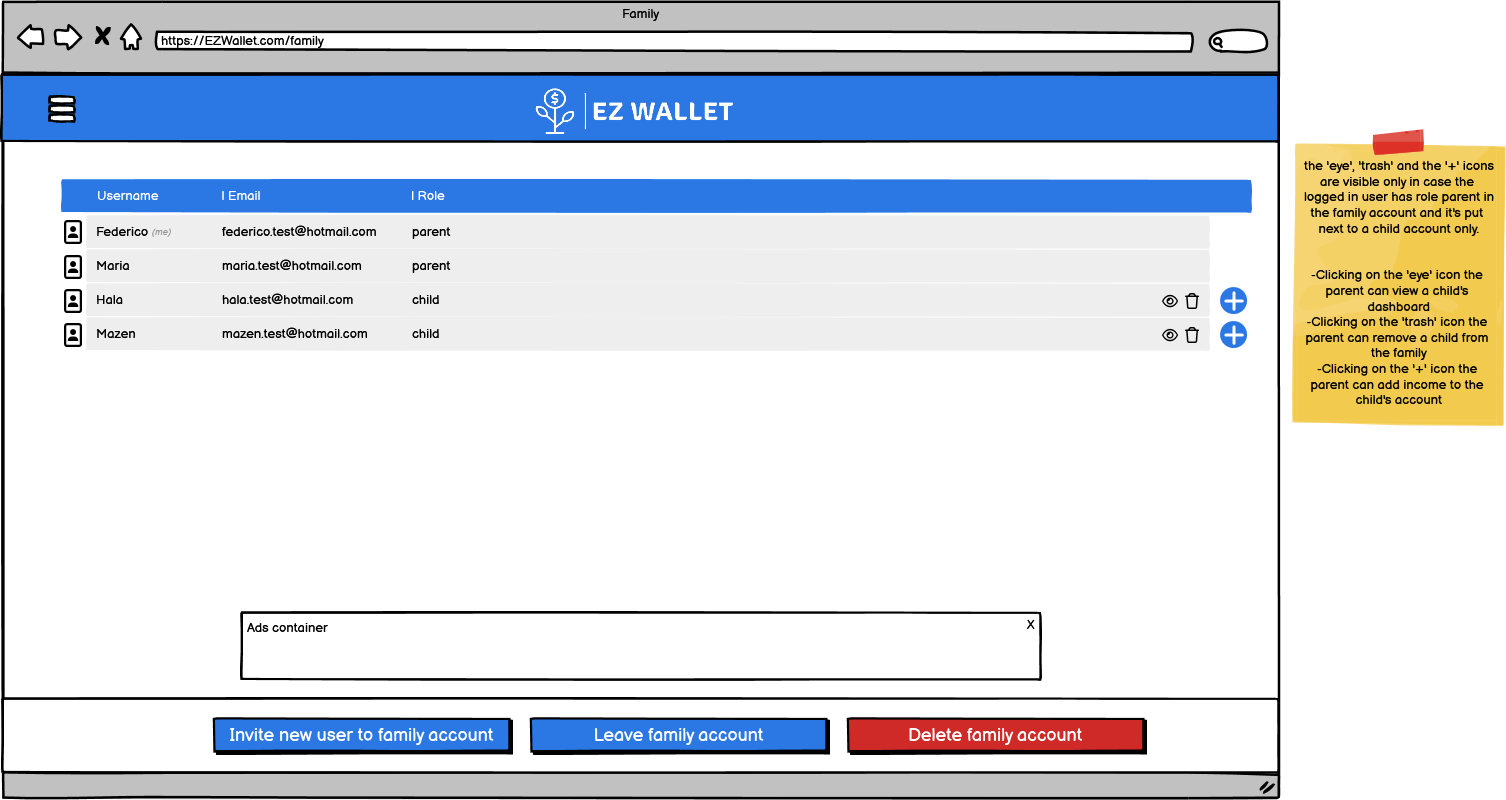 Family
https://EZWallet.com/family
$
EZ WALLET
Username | Email | Role
Federico (me) federico.test@hotmail.com parent
Maria maria.test@hotmail.com parent
Hala hala.test@hotmail.com child
Mazen mazen.test@hotmail.com child
Ads container X
Invite new user to family account Leave family account Delete family account
the 'eye', 'trash' and the '+' icons
are visible only in case the
logged in user has role parent in
the family account and it's put
next to a child account only.
-Clicking on the 'eye' icon the
parent can view a child's
dashboard
-Clicking on the 'trash' icon the
parent can remove a child from
the family
-Clicking on the '+' icon the
parent can add income to the
child's account